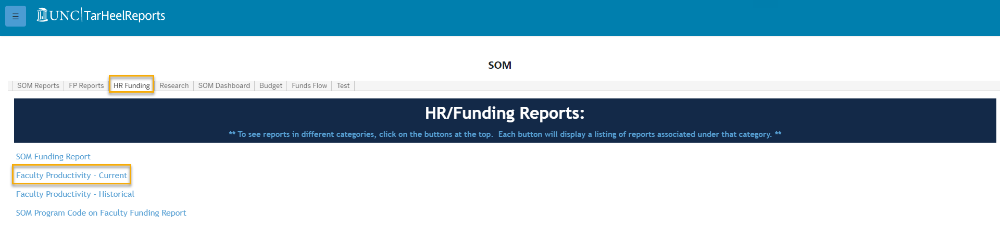 UNC|TarHeelReports
SOM
SOM Reports FP Reports HR Funding Research SOM Dashboard Budget Funds Flow Test
HR/Funding Reports:
** To see reports in different categories, click on the buttons at the top. Each button will display a listing of reports associated under that category. **
SOM Funding Report
Faculty Productivity - Current
Faculty Productivity - Historical
SOM Program Code on Faculty Funding Report